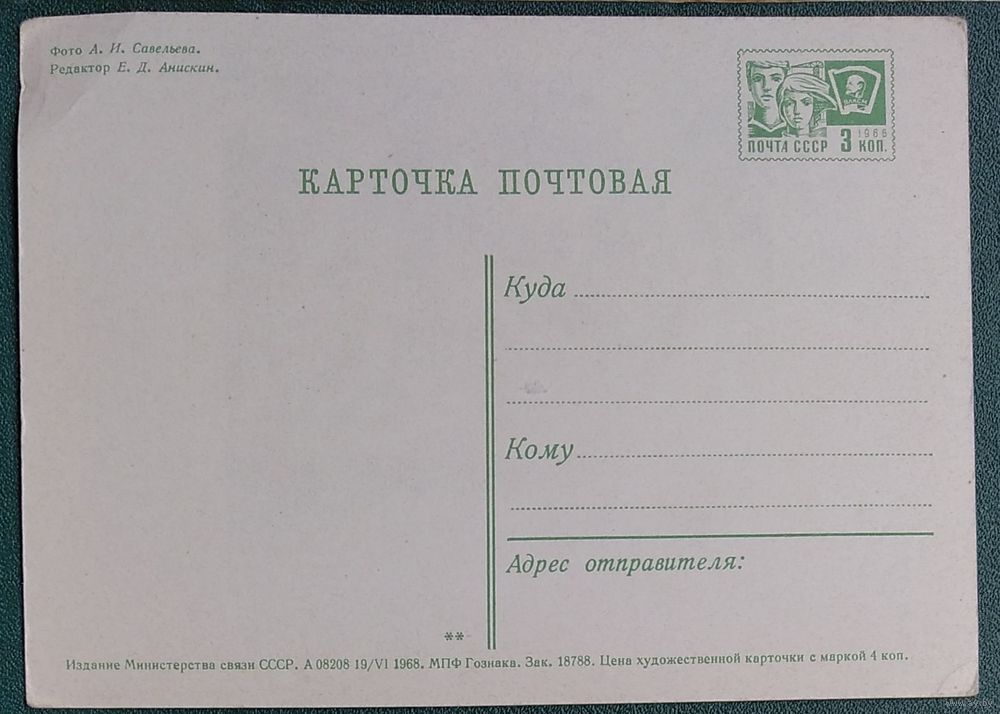 Фото А. И. Савельева.
Редактор Е. Д. Анискин.
ВЛКСМ
1966
ПОЧТА СССР 3 КОП.
КАРТОЧКА ПОЧТОВАЯ
Куда
Кому
Адрес отправителя:
**
Издание Министерства связи СССР. А 08208 19/VI 1968. МПФ Гознака. Зак. 18788. Цена художественной карточки с маркой 4 коп.